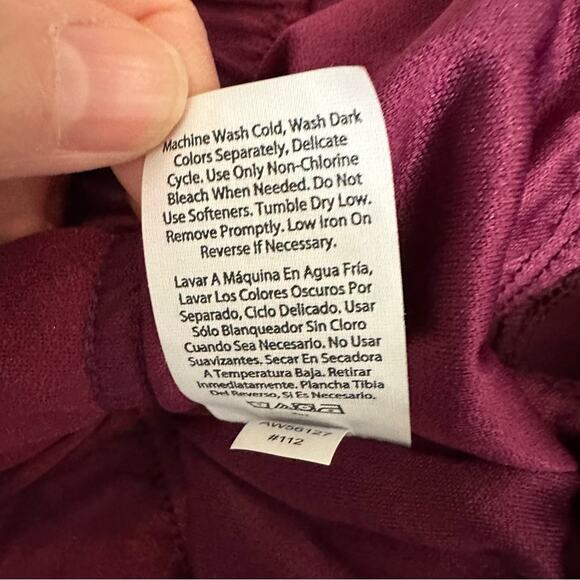 Machine Wash Cold, Wash Dark
Colors Separately, Delicate
Cycle. Use Only Non-Chlorine
Bleach When Needed. Do Not
Use Softeners. Tumble Dry Low.
Remove Promptly. Low Iron On
Reverse If Necessary.
Lavar A Máquina En Agua Fría,
Lavar Los Colores Oscuros Por
Separado, Ciclo Delicado. Usar
Sólo Blanqueador Sin Cloro
Cuando Sea Necesario. No Usar
Suavizantes. Secar En Secadora
A Temperatura Baja. Retirar
Inmediatamente. Plancha Tibia
Del Reverso, Si Es Necesario.
AW56127
#112